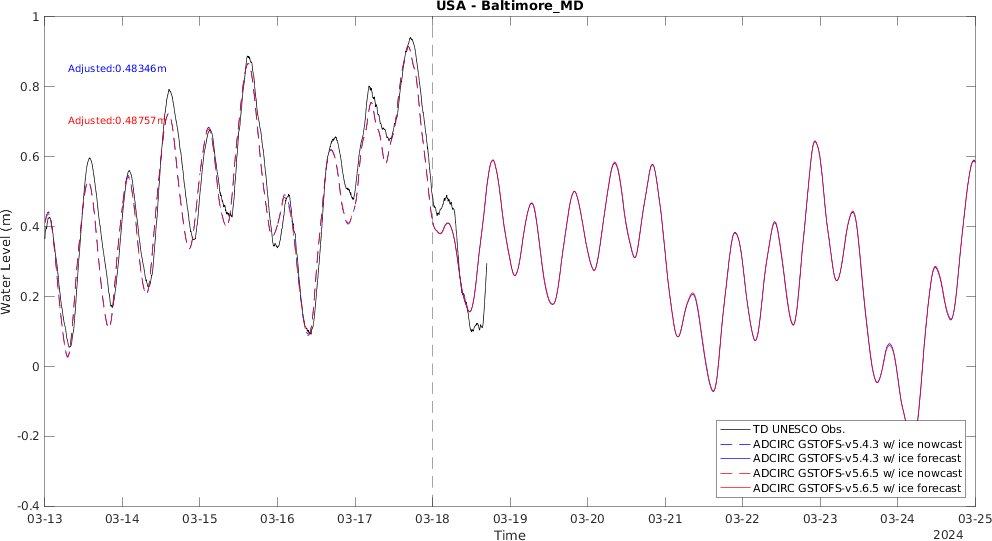 USA - Baltimore_MD
Adjusted:0.48346m
Adjusted:0.48757m
Water Level (m)
1
0.8
0.6
0.4
0.2
0
-0.2
-0.4
TD UNESCO Obs.
ADCIRC GSTOFS-v5.4.3 w/ ice nowcast
ADCIRC GSTOFS-v5.4.3 w/ ice forecast
ADCIRC GSTOFS-v5.6.5 w/ ice nowcast
ADCIRC GSTOFS-v5.6.5 w/ ice forecast
03-13 03-14 03-15 03-16 03-17 03-18 03-19 03-20 03-21 03-22 03-23 03-24 03-25
Time
2024